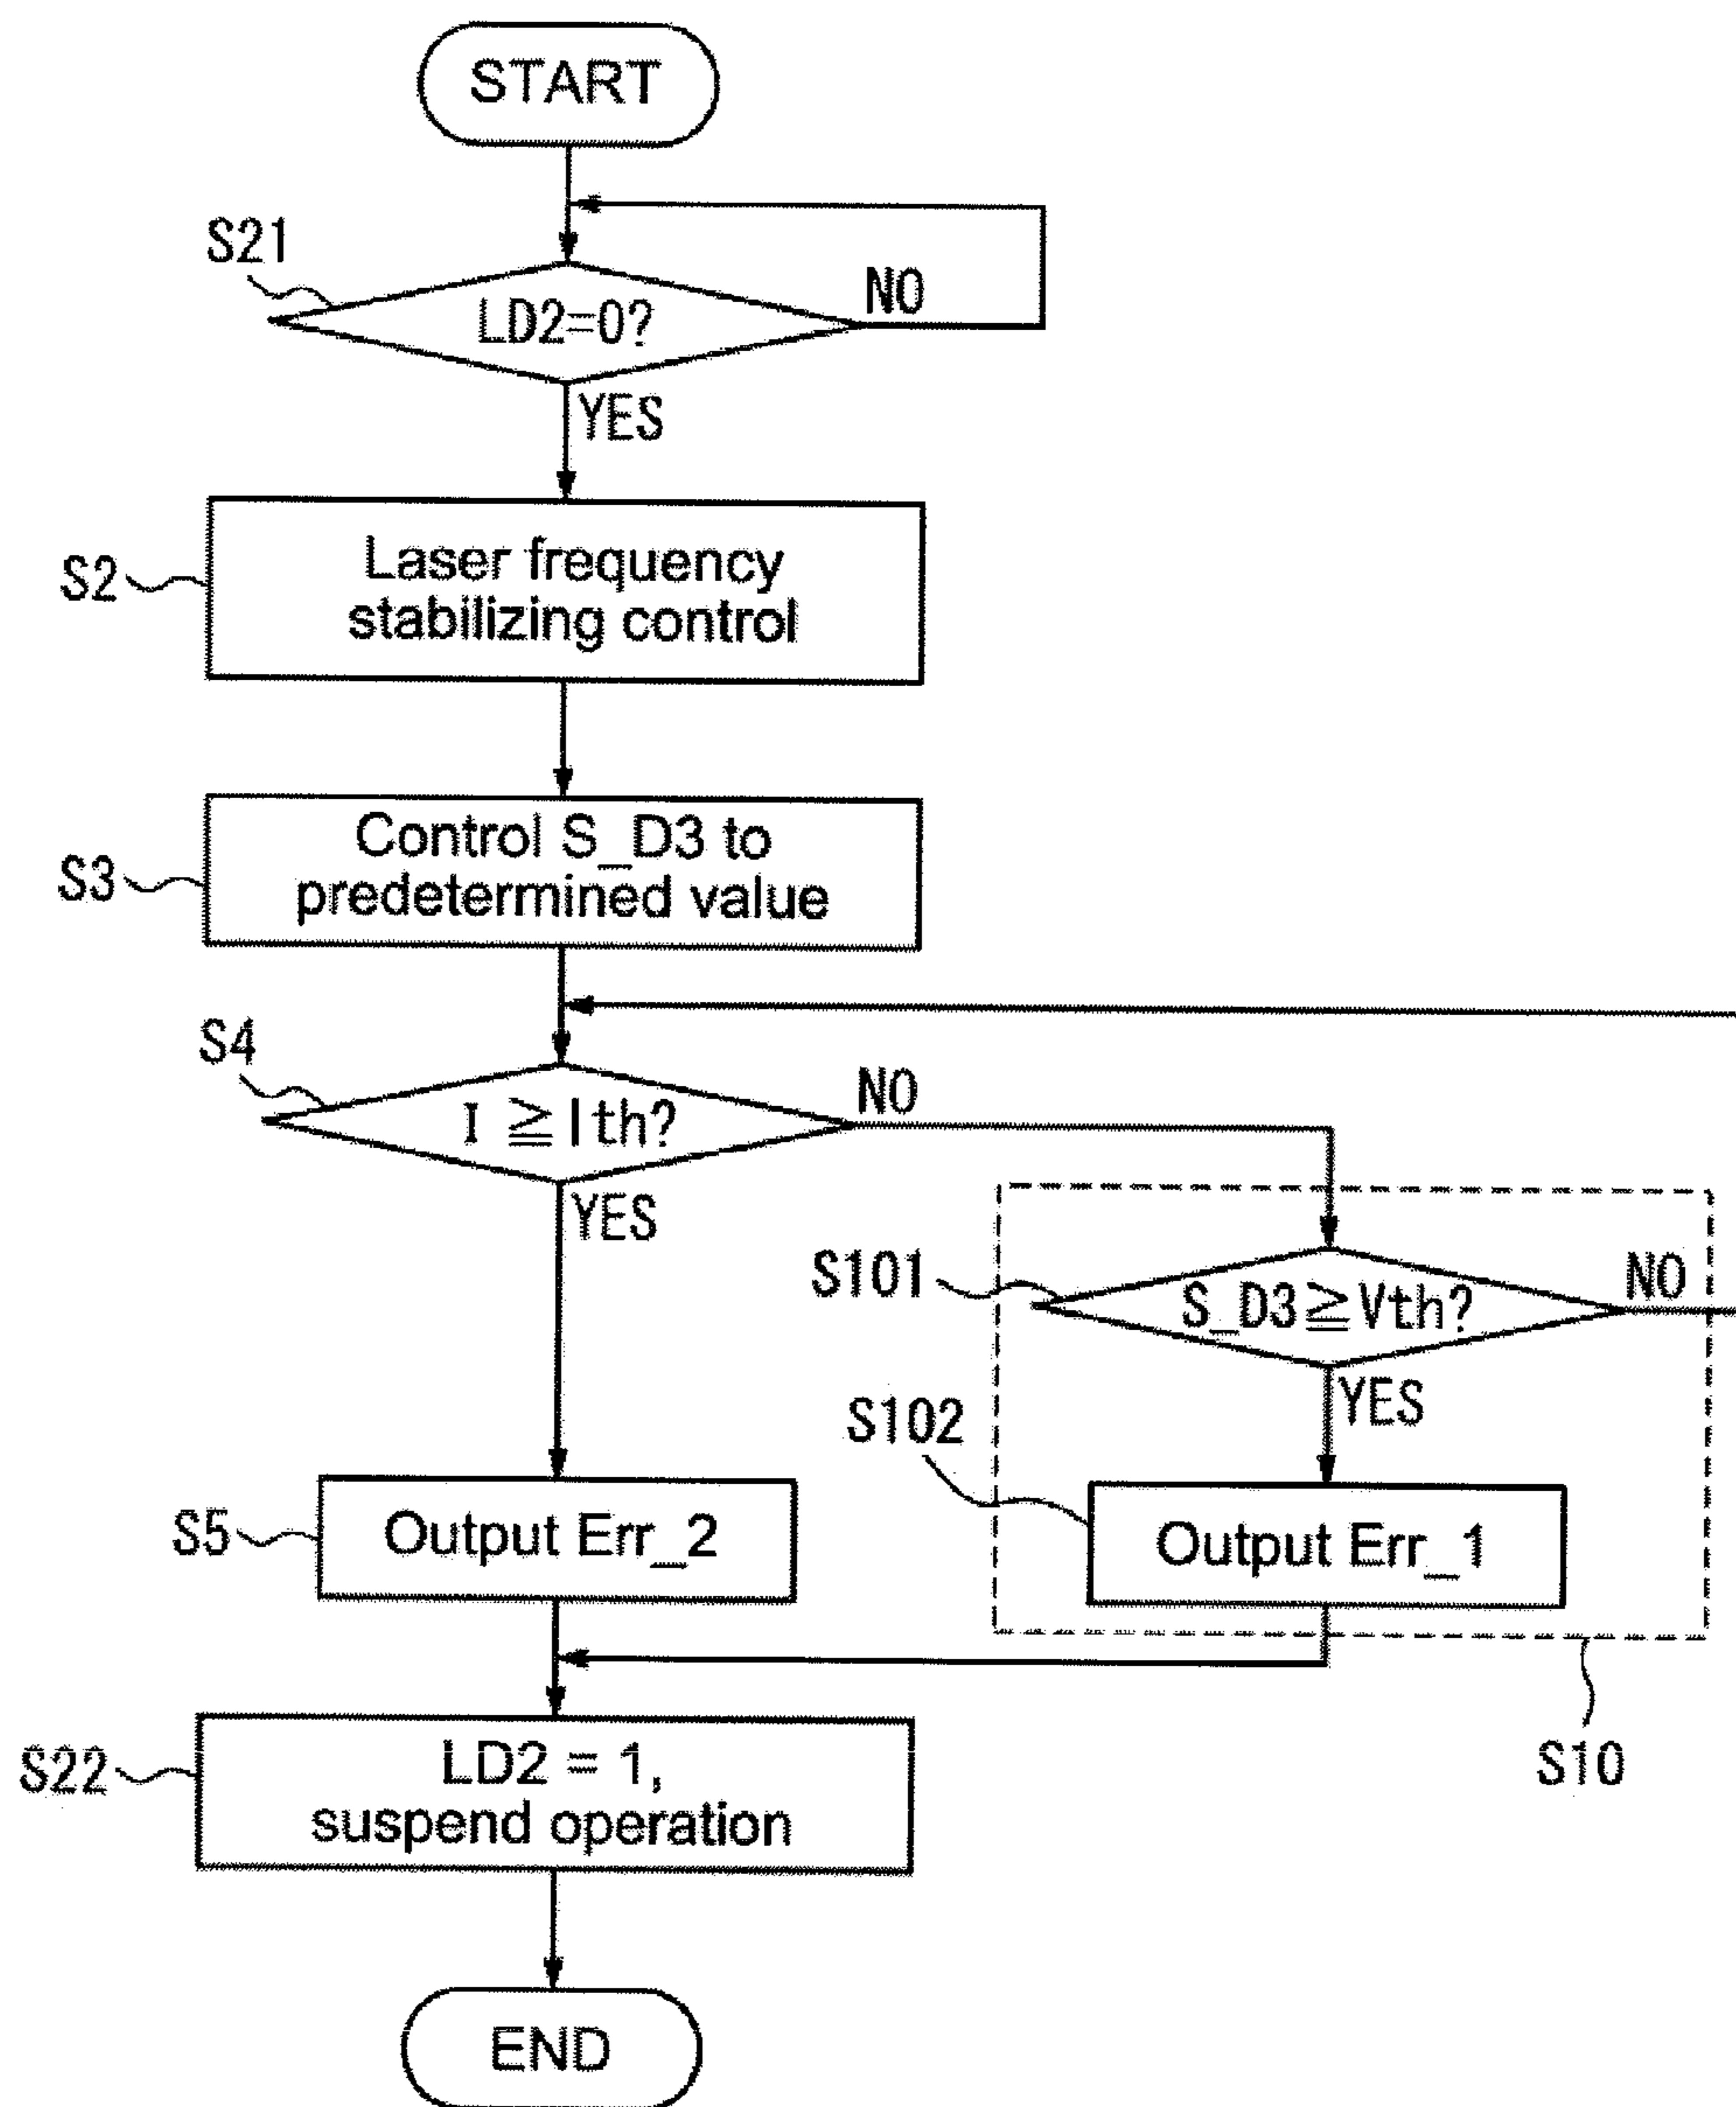 START
S21
LD2=0?
NO
YES
S2
Laser frequency
stabilizing control
S3
Control S_D3 to
predetermined value
S4
I ≧Ith?
NO
YES
S101
S_D3≧Vth?
NO
YES
S102
S5
Output Err_2
Output Err_1
S22
LD2 = 1,
suspend operation
S10
END